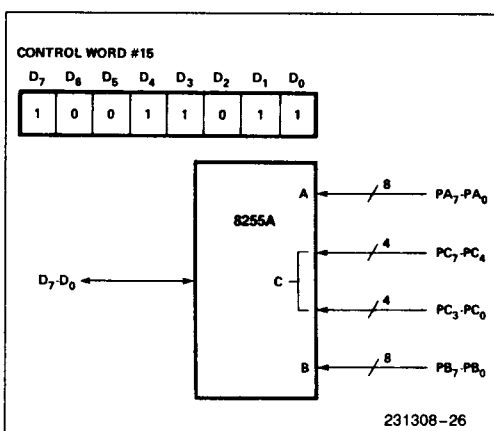 CONTROL WORD #15
D7 D6 D5 D4 D3 D2 D1 D0
1 0 0 1 1 0 1 1
A 8 PA7-PA0
8255A
4 PC7-PC4
D7-D0 C
4 PC3-PC0
B 8 PB7-PB0
231308-26